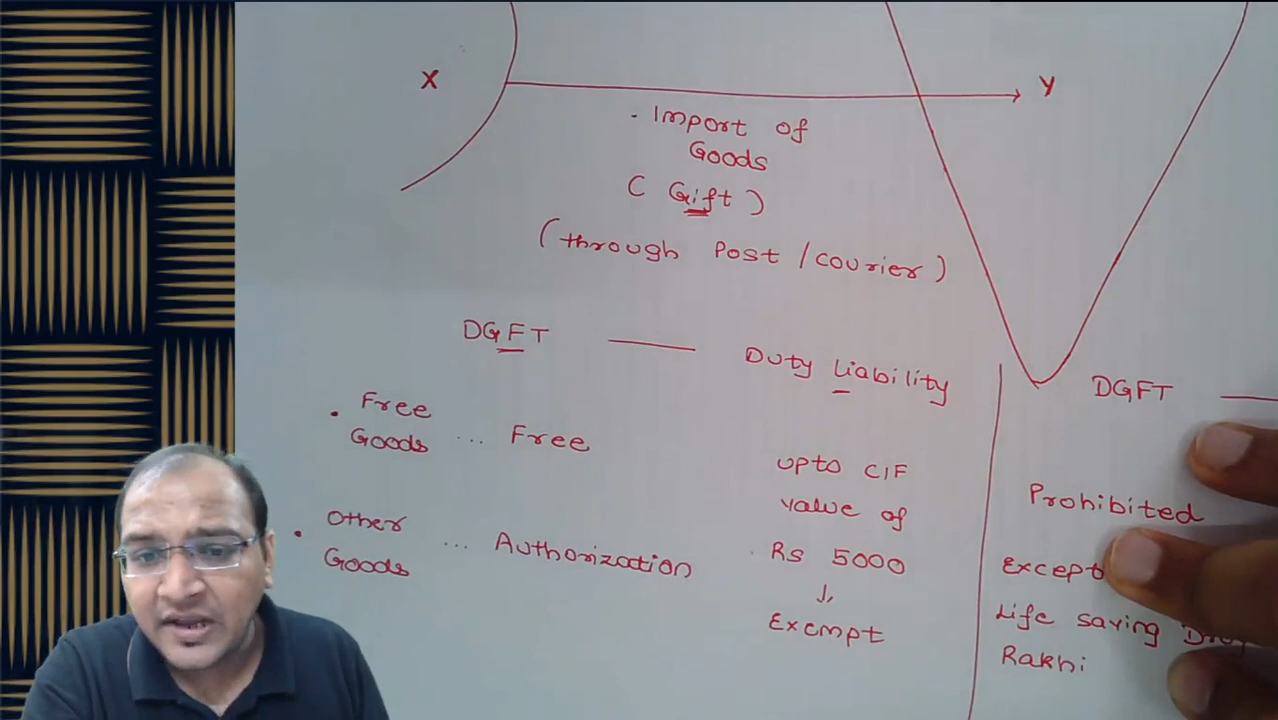 X
Y
. Import of
Goods
( Gift )
(through Post / courier )
DGFT — Duty Liability
. Free
Goods ... Free
. Other
Goods ... Authorization
upto CIF
value of
Rs 5000
↓
Exempt
DGFT —
Prohibited
Except
Life saving
Rakhi